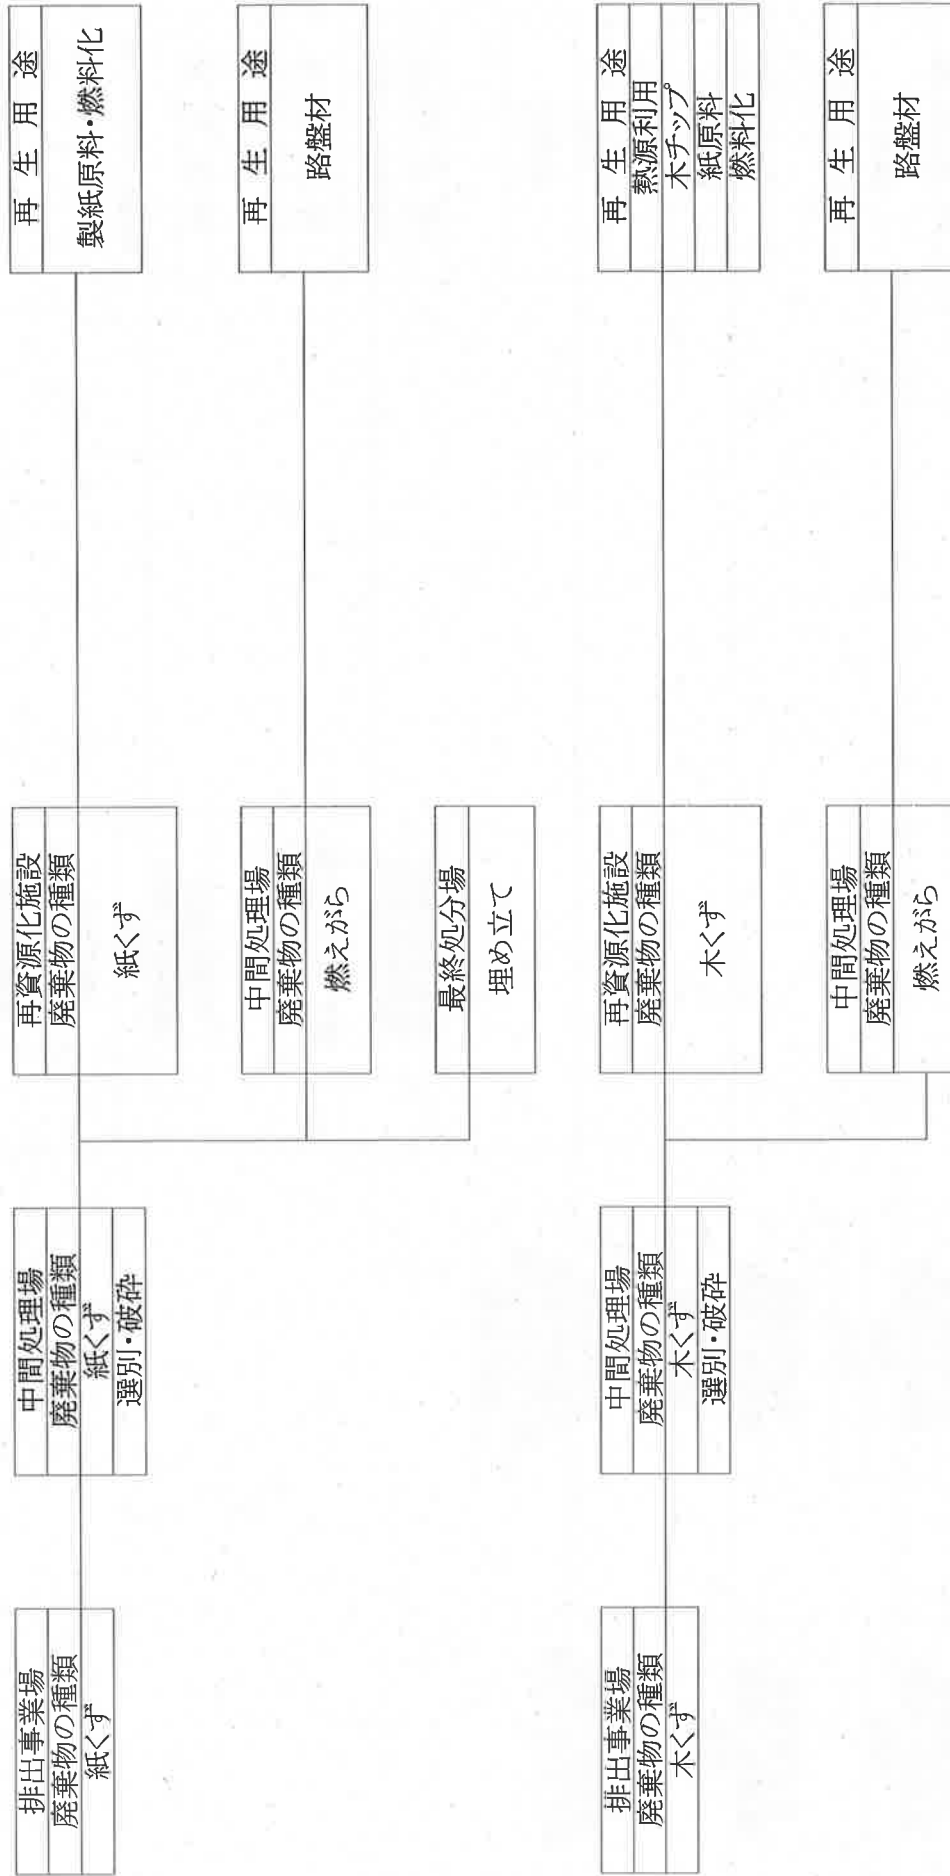 排出事業場
廃棄物の種類
紙くず
中間処理場
廃棄物の種類
紙くず
選別・破砕
再資源化施設
廃棄物の種類
紙くず
再生用途
製紙原料・燃料化
中間処理場
廃棄物の種類
燃えがら
再生用途
路盤材
最終処分場
埋め立て
排出事業場
廃棄物の種類
木くず
中間処理場
廃棄物の種類
木くず
選別・破砕
再資源化施設
廃棄物の種類
木くず
再生用途
熱源利用
木チップ
紙原料
燃料化
中間処理場
廃棄物の種類
燃えがら
再生用途
路盤材